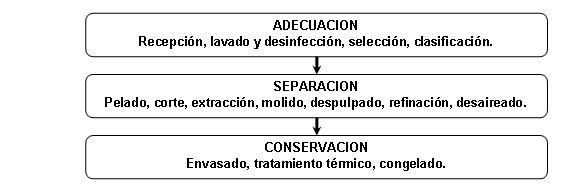 ADECUACION
Recepción, lavado y desinfección, selección, clasificación.
SEPARACION
Pelado, corte, extracción, molido, despulpado, refinación, desaireado.
CONSERVACION
Envasado, tratamiento térmico, congelado.